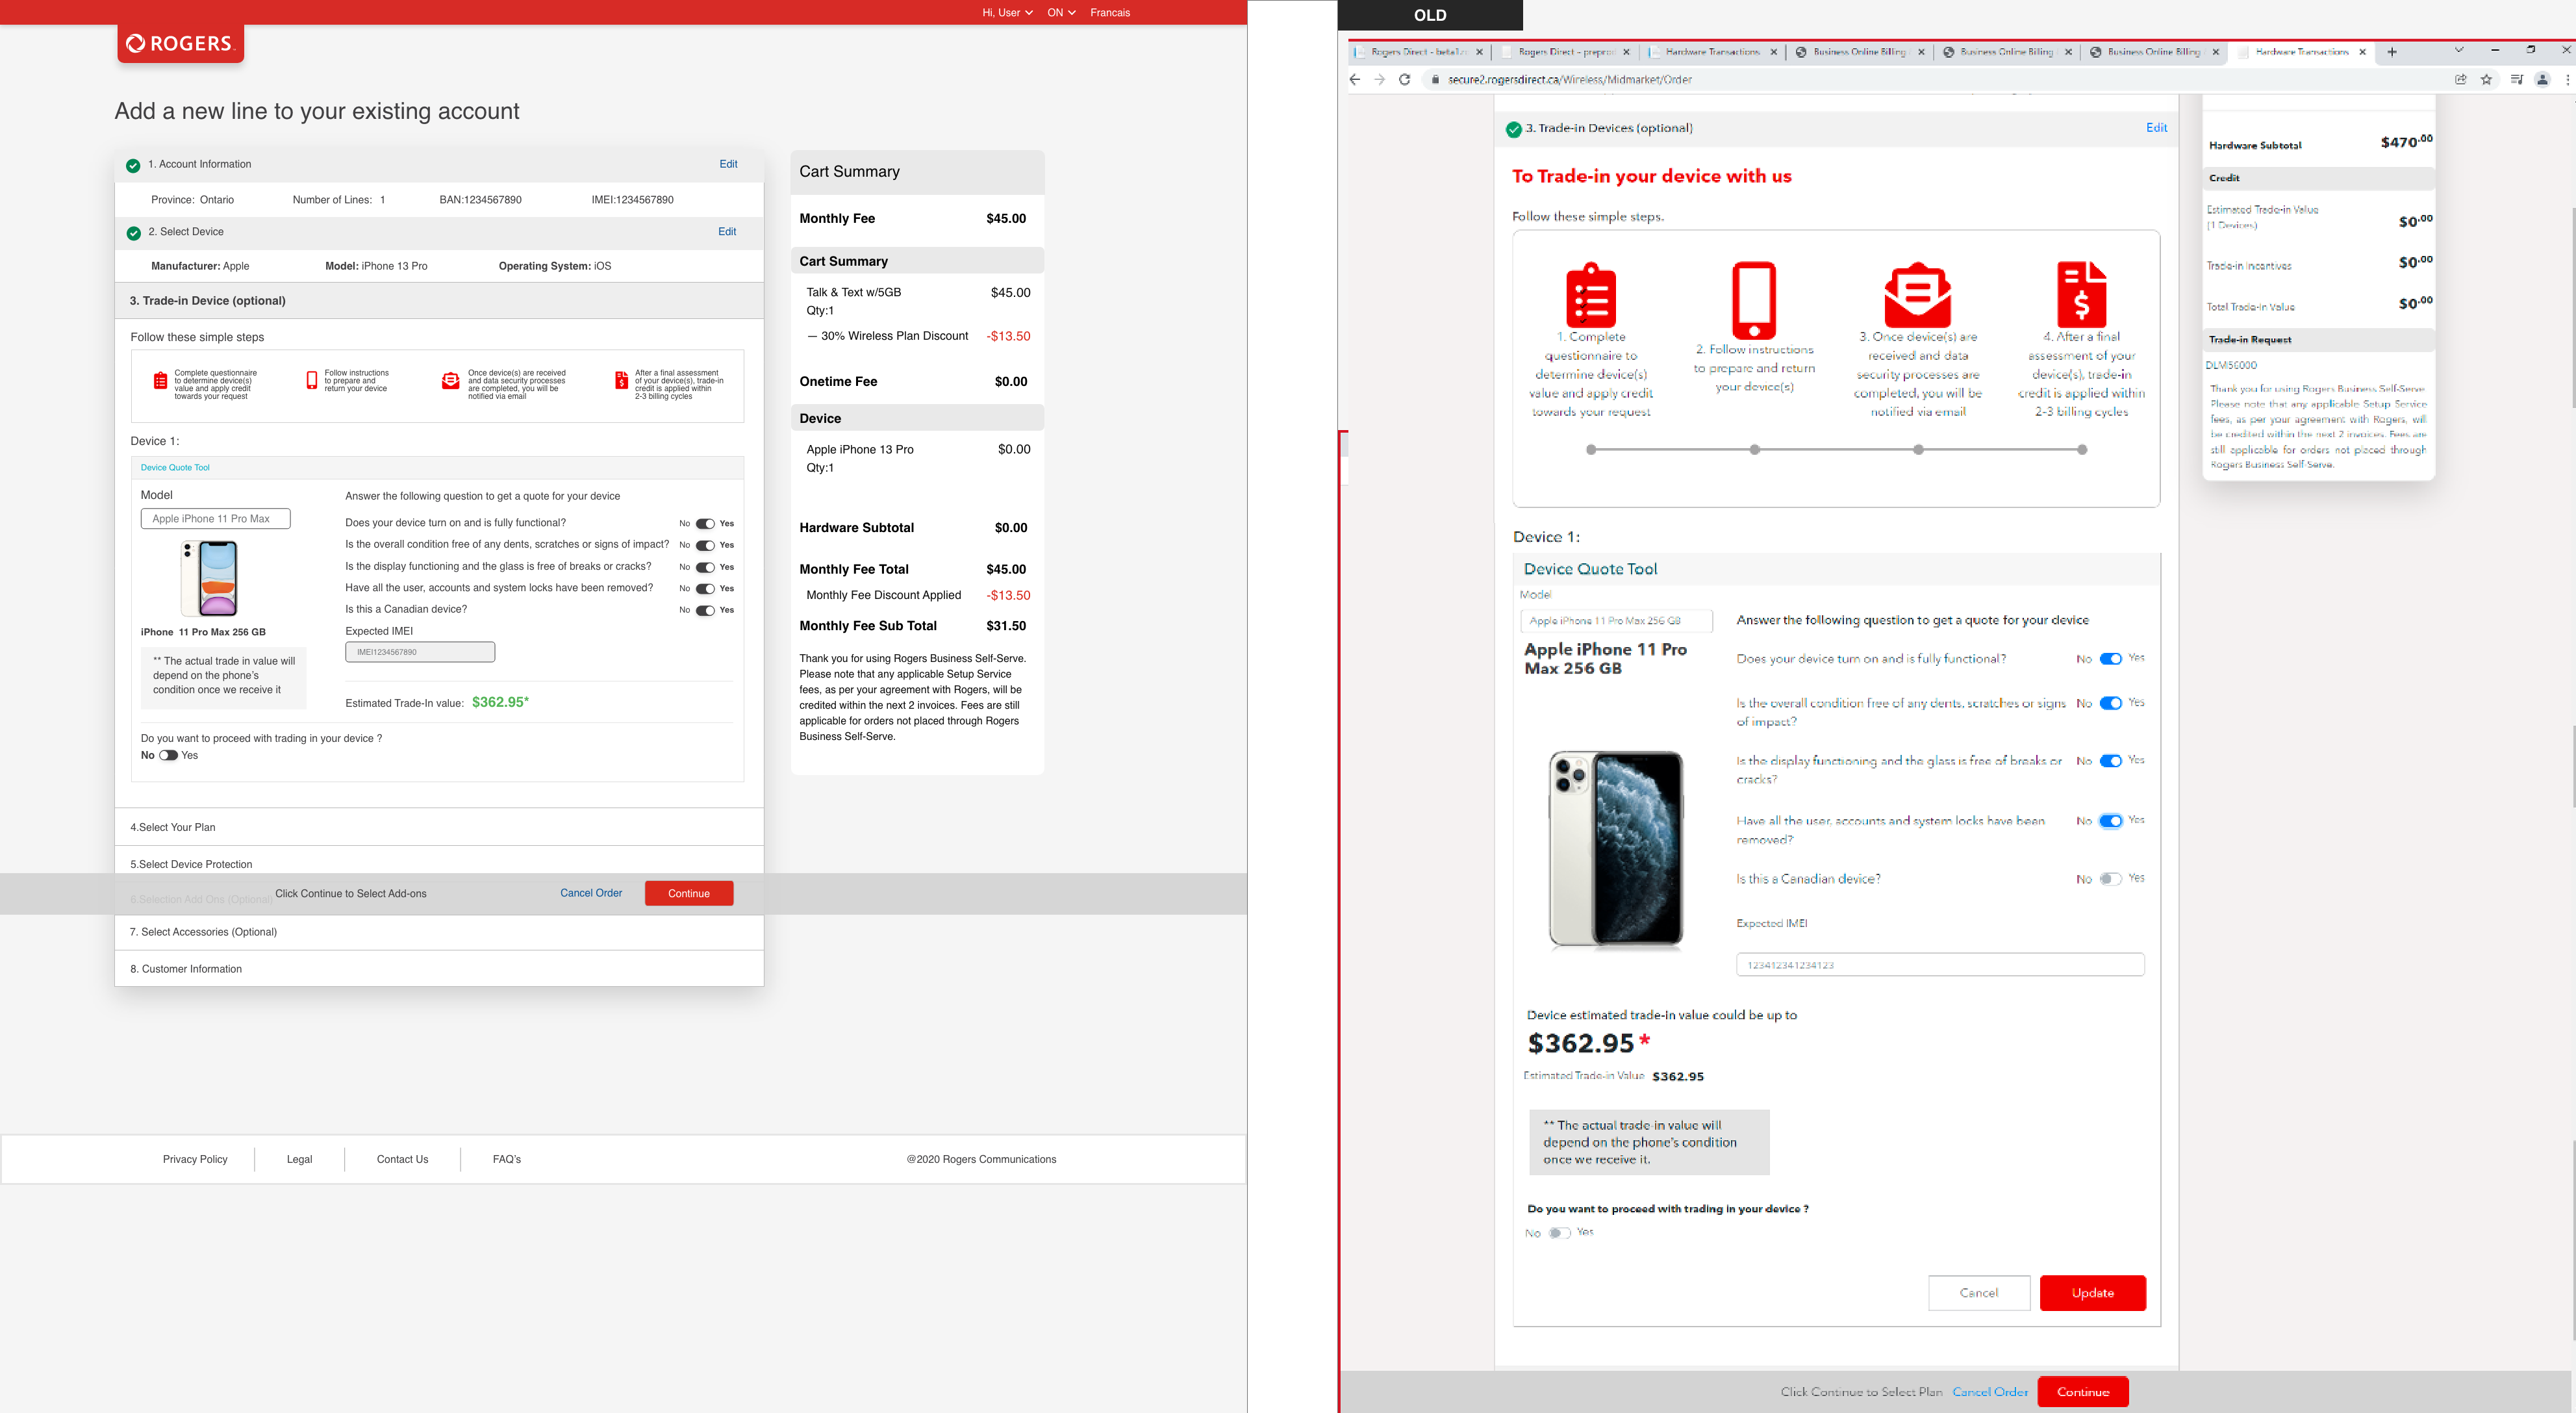 Hi, User
ON
Francais
ROGERS
Add a new line to your existing account
1. Account Information
Edit
Province: Ontario
Number of Lines: 1
BAN:1234567890
IMEI:1234567890
2. Select Device
Edit
Manufacturer: Apple
Model: iPhone 13 Pro
Operating System: iOS
3. Trade-in Device (optional)
Follow these simple steps
Complete questionnaire
to determine device(s)
value and apply credit
towards your request
Follow instructions
to prepare and
return your device
Once device(s) are received
and data security processes
are completed, you will be
notified via email
After a final assessment
of your device(s), trade-in
credit is applied within
2-3 billing cycles
Device 1:
Device Quote Tool
Model
Apple iPhone 11 Pro Max
iPhone 11 Pro Max 256 GB
** The actual trade in value will
depend on the phone's
condition once we receive it
Answer the following question to get a quote for your device
Does your device turn on and is fully functional?
No Yes
Is the overall condition free of any dents, scratches or signs of impact?
No Yes
Is the display functioning and the glass is free of breaks or cracks?
No Yes
Have all the user, accounts and system locks have been removed?
No Yes
Is this a Canadian device?
No Yes
Expected IMEI
IMEI1234567890
Estimated Trade-In value: $362.95*
Do you want to proceed with trading in your device ?
No Yes
4.Select Your Plan
5.Select Device Protection
6.Selection Add Ons (Optional)
Click Continue to Select Add-ons
Cancel Order
Continue
7. Select Accessories (Optional)
8. Customer Information
Cart Summary
Monthly Fee $45.00
Cart Summary
Talk & Text w/5GB $45.00
Qty:1
— 30% Wireless Plan Discount -$13.50
Onetime Fee $0.00
Device
Apple iPhone 13 Pro $0.00
Qty:1
Hardware Subtotal $0.00
Monthly Fee Total $45.00
Monthly Fee Discount Applied -$13.50
Monthly Fee Sub Total $31.50
Thank you for using Rogers Business Self-Serve.
Please note that any applicable Setup Service
fees, as per your agreement with Rogers, will be
credited within the next 2 invoices. Fees are still
applicable for orders not placed through Rogers
Business Self-Serve.
Privacy Policy
Legal
Contact Us
FAQ's
@2020 Rogers Communications
OLD
Rogers Direct - beta1.r
Rogers Direct - prepro
Hardware Transactions
Business Online Billing
Business Online Billing
Business Online Billing
Hardware Transactions
secure2.rogersdirect.ca/Wireless/Midmarket/Order
3. Trade-in Devices (optional)
Edit
To Trade-in your device with us
Follow these simple steps.
1. Complete
questionnaire to
determine device(s)
value and apply credit
towards your request
2. Follow instructions
to prepare and return
your device(s)
3. Once device(s) are
received and data
security processes are
completed, you will be
notified via email
4. After a final
assessment of your
device(s), trade-in
credit is applied within
2-3 billing cycles
Device 1:
Device Quote Tool
Model
Apple iPhone 11 Pro Max 256 GB
Apple iPhone 11 Pro
Max 256 GB
Answer the following question to get a quote for your device
Does your device turn on and is fully functional?
No Yes
Is the overall condition free of any dents, scratches or signs
of impact?
No Yes
Is the display functioning and the glass is free of breaks or
cracks?
No Yes
Have all the user, accounts and system locks have been
removed?
No Yes
Is this a Canadian device?
No Yes
Expected IMEI
123412341234123
Device estimated trade-in value could be up to
$362.95 *
Estimated Trade-in Value $362.95
** The actual trade-in value will
depend on the phone's condition
once we receive it.
Do you want to proceed with trading in your device ?
No Yes
Cancel
Update
Click Continue to Select Plan
Cancel Order
Continue
Hardware Subtotal $470.00
Credit
Estimated Trade-in Value
(1 Devices)
$0.00
Trade-in Incentives $0.00
Total Trade-in Value $0.00
Trade-in Request
DLM56000
Thank you for using Rogers Business Self-Serve.
Please note that any applicable Setup Service
fees, as per your agreement with Rogers, will
be credited within the next 2 invoices. Fees are
still applicable for orders not placed through
Rogers Business Self-Serve.